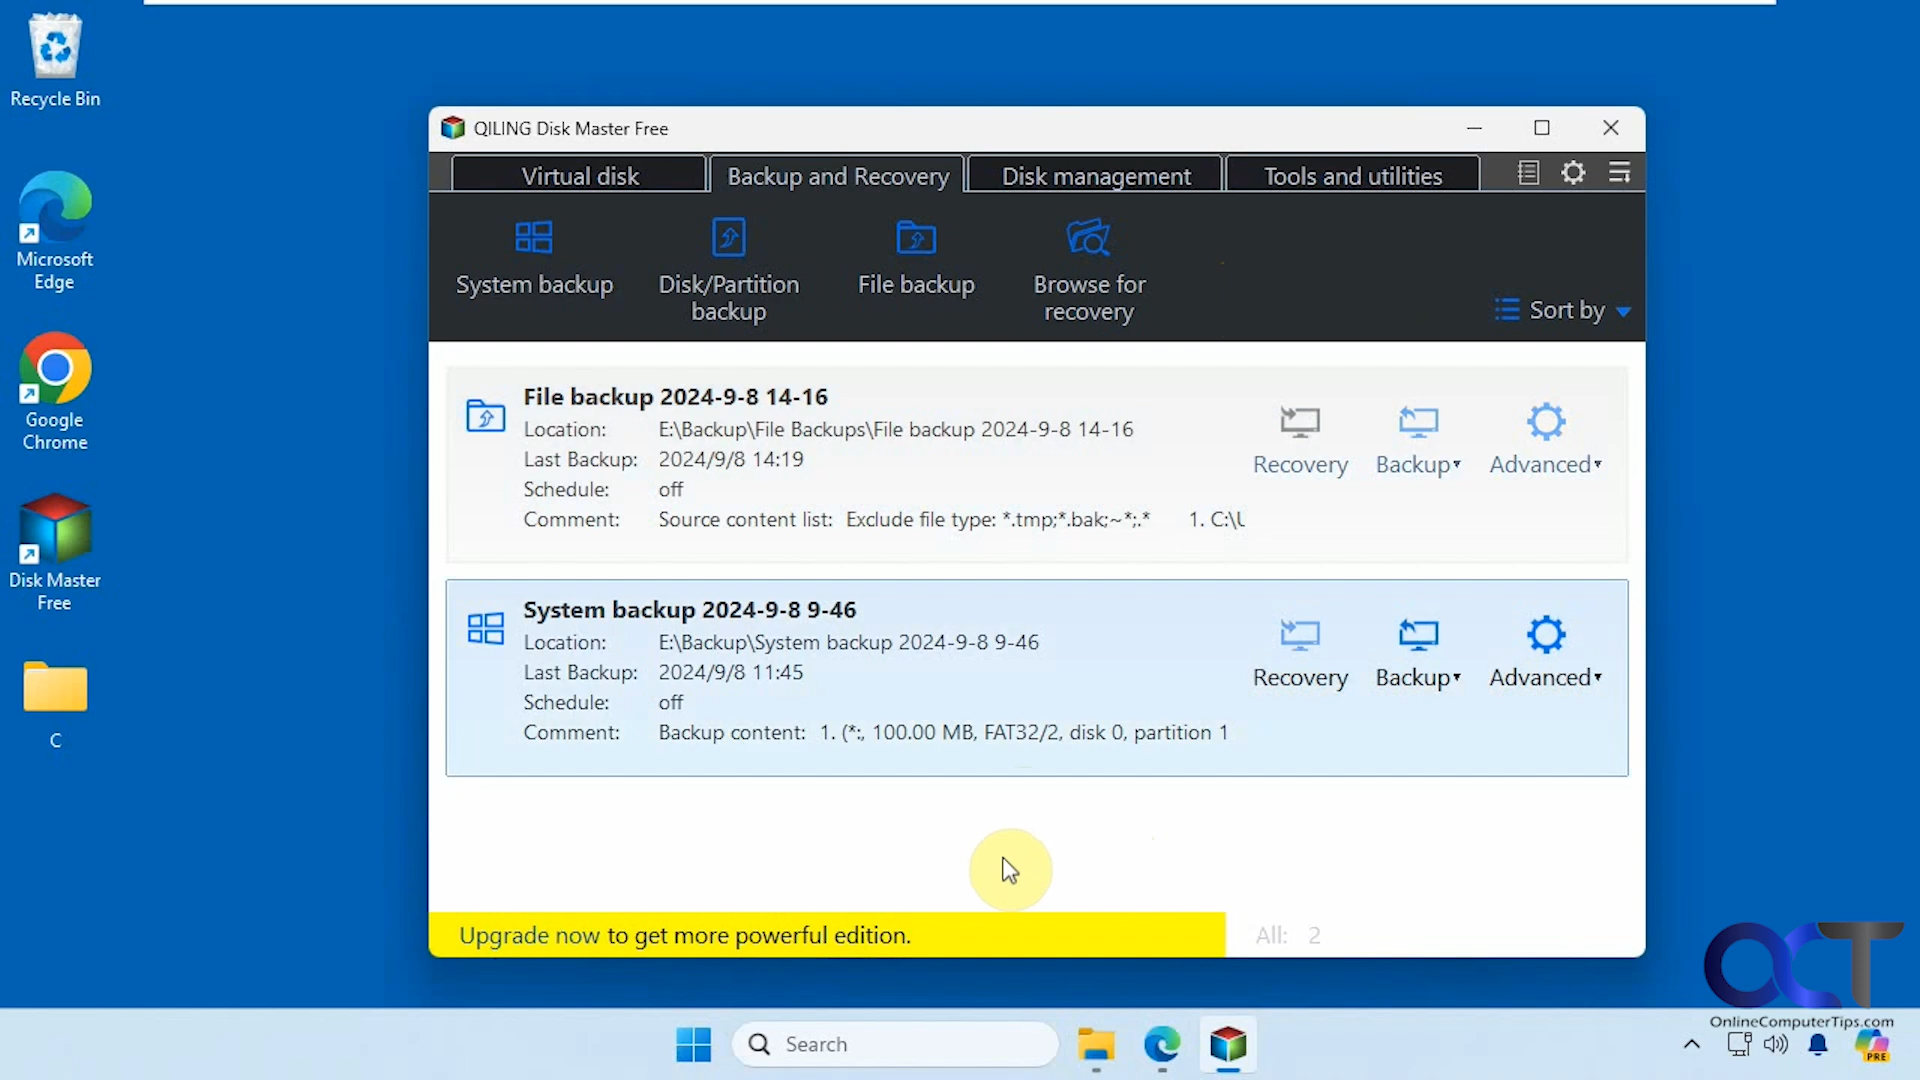 Recycle Bin
Microsoft
Edge
Google
Chrome
Disk Master
Free
C
QILING Disk Master Free
Virtual disk
Backup and Recovery
Disk management
Tools and utilities
System backup
Disk/Partition
backup
File backup
Browse for
recovery
Sort by
File backup 2024-9-8 14-16
Location: E:\Backup\File Backups\File backup 2024-9-8 14-16
Last Backup: 2024/9/8 14:19
Schedule: off
Comment: Source content list: Exclude file type: *.tmp;*.bak;~*;.* 1. C:\U
Recovery
Backup
Advanced
System backup 2024-9-8 9-46
Location: E:\Backup\System backup 2024-9-8 9-46
Last Backup: 2024/9/8 11:45
Schedule: off
Comment: Backup content: 1. (*:, 100.00 MB, FAT32/2, disk 0, partition 1
Recovery
Backup
Advanced
Upgrade now to get more powerful edition.
All: 2
OCT
OnlineComputerTips.com
Search
PRE